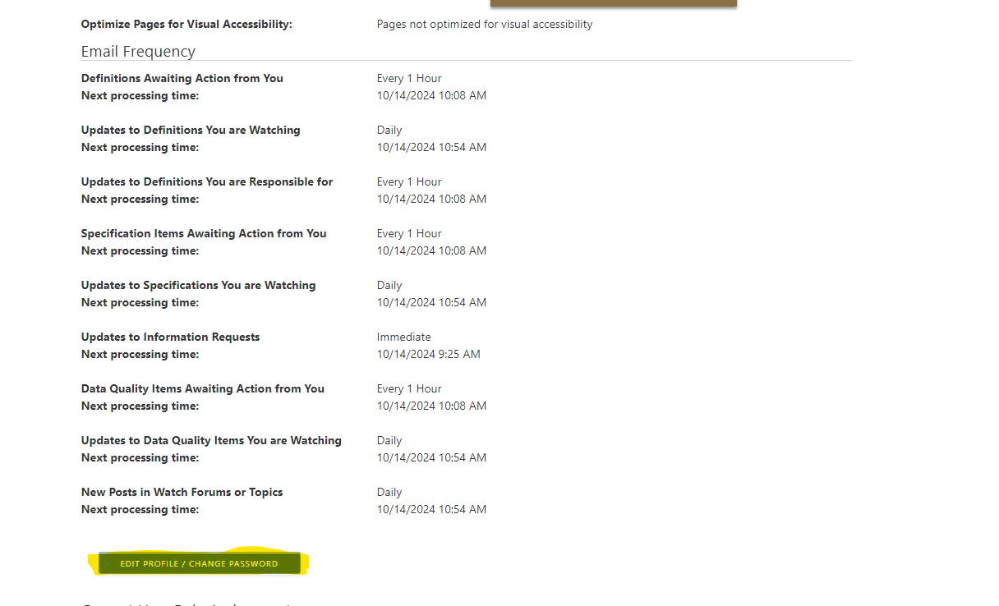 Optimize Pages for Visual Accessibility: Pages not optimized for visual accessibility
Email Frequency
Definitions Awaiting Action from You Every 1 Hour
Next processing time: 10/14/2024 10:08 AM
Updates to Definitions You are Watching Daily
Next processing time: 10/14/2024 10:54 AM
Updates to Definitions You are Responsible for Every 1 Hour
Next processing time: 10/14/2024 10:08 AM
Specification Items Awaiting Action from You Every 1 Hour
Next processing time: 10/14/2024 10:08 AM
Updates to Specifications You are Watching Daily
Next processing time: 10/14/2024 10:54 AM
Updates to Information Requests Immediate
Next processing time: 10/14/2024 9:25 AM
Data Quality Items Awaiting Action from You Every 1 Hour
Next processing time: 10/14/2024 10:08 AM
Updates to Data Quality Items You are Watching Daily
Next processing time: 10/14/2024 10:54 AM
New Posts in Watch Forums or Topics Daily
Next processing time: 10/14/2024 10:54 AM
EDIT PROFILE / CHANGE PASSWORD